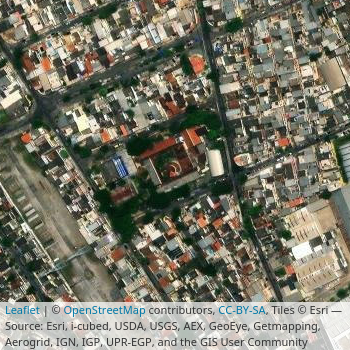 Leaflet | © OpenStreetMap contributors, CC-BY-SA, Tiles © Esri —
Source: Esri, i-cubed, USDA, USGS, AEX, GeoEye, Getmapping,
Aerogrid, IGN, IGP, UPR-EGP, and the GIS User Community